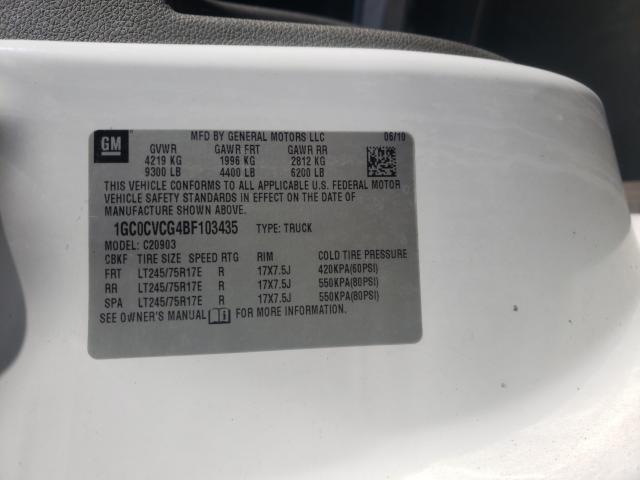 GM
MFD BY GENERAL MOTORS LLC 06/10
GVWR GAWR FRT GAWR RR
4219 KG 1996 KG 2812 KG
9300 LB 4400 LB 6200 LB
THIS VEHICLE CONFORMS TO ALL APPLICABLE U.S. FEDERAL MOTOR
VEHICLE SAFETY STANDARDS IN EFFECT ON THE DATE OF
MANUFACTURE SHOWN ABOVE.
1GC0CVCG4BF103435 TYPE: TRUCK
MODEL: C20903
CBKF TIRE SIZE SPEED RTG RIM COLD TIRE PRESSURE
FRT LT245/75R17E R 17X7.5J 420KPA(60PSI)
RR LT245/75R17E R 17X7.5J 550KPA(80PSI)
SPA LT245/75R17E R 17X7.5J 550KPA(80PSI)
SEE OWNER'S MANUAL FOR MORE INFORMATION.